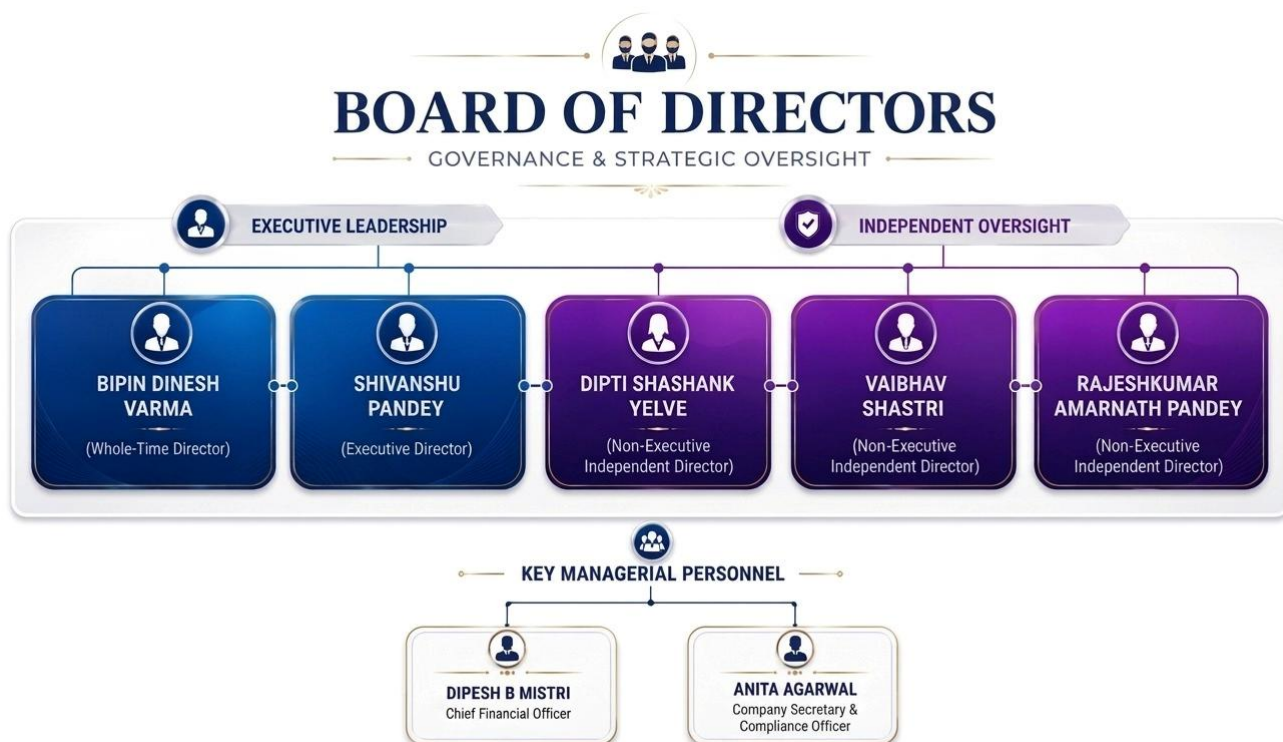 BOARD OF DIRECTORS
GOVERNANCE & STRATEGIC OVERSIGHT
EXECUTIVE LEADERSHIP
INDEPENDENT OVERSIGHT
BIPIN DINESH
VARMA
(Whole-Time Director)
SHIVANSHU
PANDEY
(Executive Director)
DIPTI SHASHANK
YELVE
(Non-Executive
Independent Director)
VAIBHAV
SHASTRI
(Non-Executive
Independent Director)
RAJESHKUMAR
AMARNATH PANDEY
(Non-Executive
Independent Director)
KEY MANAGERIAL PERSONNEL
DIPESH B MISTRI
Chief Financial Officer
ANITA AGARWAL
Company Secretary &
Compliance Officer